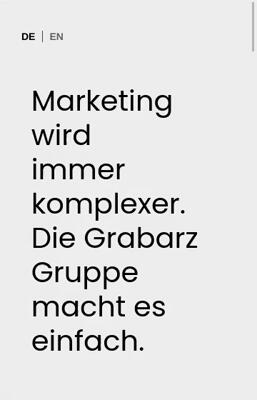 DE | EN
Marketing
wird
immer
komplexer.
Die Grabarz
Gruppe
macht es
einfach.